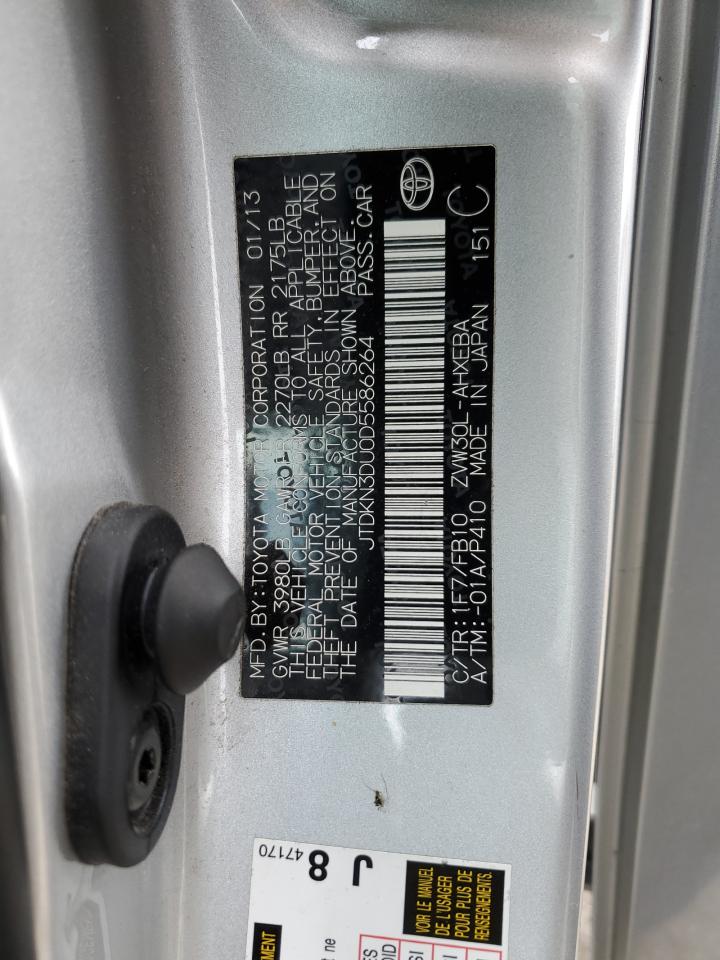 MFD. BY: TOYOTA MOTOR CORPORATION 01/13
GVWR 3980LB GAWR FR 2270LB RR 2175LB
THIS VEHICLE CONFORMS TO ALL APPLICABLE
FEDERAL MOTOR VEHICLE SAFETY, BUMPER, AND
THEFT PREVENTION STANDARDS IN EFFECT ON
THE DATE OF MANUFACTURE SHOWN ABOVE.
JTDKN3DU0D5586264 PASS. CAR
C/TR: 1F7/FB10 ZVW30L-AHXEBA
A/TM: -01A/P410 MADE IN JAPAN 151 C
47170
J 8
VOIR LE MANUEL
DE L'USAGER
POUR PLUS DE
RENSEIGNEMENTS.